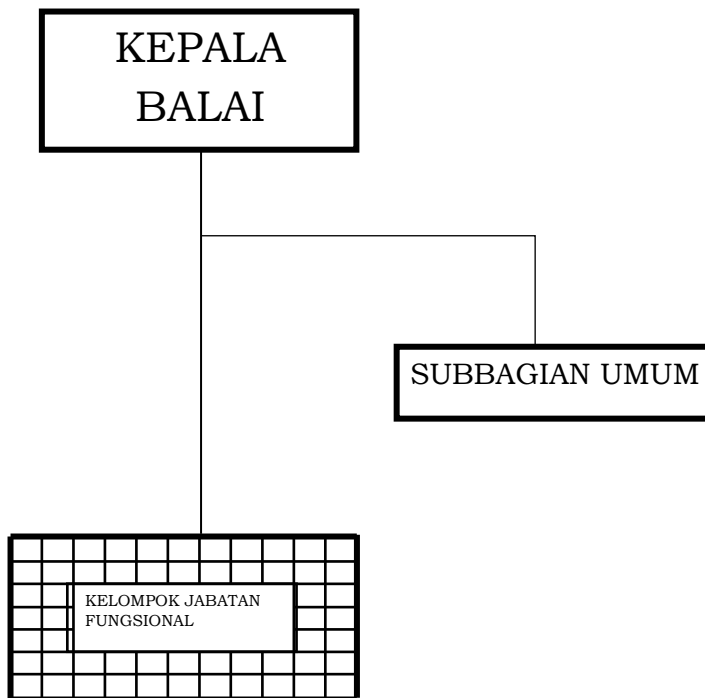 KEPALA
BALAI
SUBBAGIAN UMUM
KELOMPOK JABATAN
FUNGSIONAL